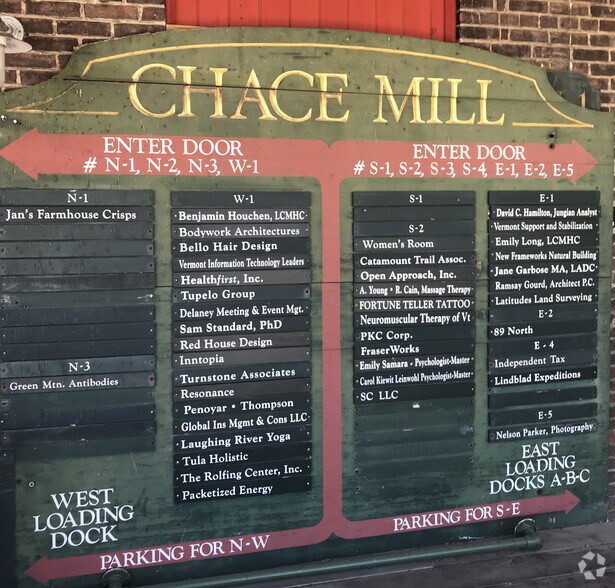 CHACE MILL
ENTER DOOR
# N-1, N-2, N-3, W-1
ENTER DOOR
# S-1, S-2, S-3, S-4, E-1, E-2, E-5
N-1
Jan's Farmhouse Crisps
N-3
Green Mtn. Antibodies
W-1
Benjamin Houchen, LCMHC
Bodywork Architectures
Bello Hair Design
Vermont Information Technology Leaders
Healthfirst, Inc.
Tupelo Group
Delaney Meeting & Event Mgt.
Sam Standard, PhD
Red House Design
Inntopia
Turnstone Associates
Resonance
Penoyar • Thompson
Global Ins Mgmt & Cons LLC
Laughing River Yoga
Tula Holistic
The Rolfing Center, Inc.
Packetized Energy
S-1
S-2
Women's Room
Catamount Trail Assoc.
Open Approach, Inc.
A. Young • R. Cain, Massage Therapy
FORTUNE TELLER TATTOO
Neuromuscular Therapy of Vt
PKC Corp.
FraserWorks
Emily Samara - Psychologist-Master
Carol Kiewit Leinwohl Psychologist-Master
SC LLC
E-1
David C. Hamilton, Jungian Analyst
Vermont Support and Stabilization
Emily Long, LCMHC
New Frameworks Natural Building
Jane Garbose MA, LADC
Ramsay Gourd, Architect P.C.
Latitudes Land Surveying
E-2
89 North
E-4
Independent Tax
Lindblad Expeditions
E-5
Nelson Parker, Photography
WEST
LOADING
DOCK
EAST
LOADING
DOCKS A-B-C
PARKING FOR N-W
PARKING FOR S-E